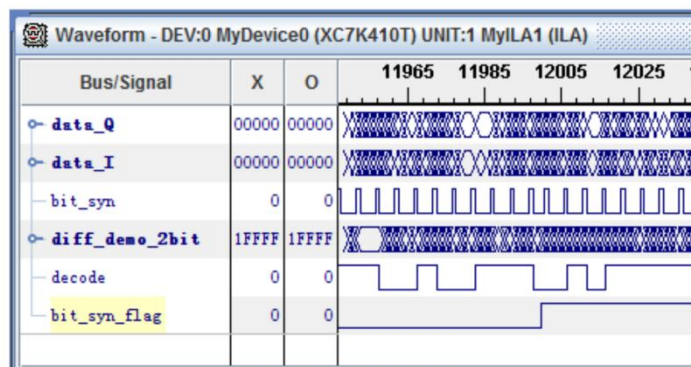 Waveform - DEV:0 MyDevice0 (XC7K410T) UNIT:1 MyILA1 (ILA)
Bus/Signal X O 11965 11985 12005 12025
data_Q 00000 00000
data_I 00000 00000
bit_syn 0 0
diff_demo_2bit 1FFFF 1FFFF
decode 0 0
bit_syn_flag 0 0